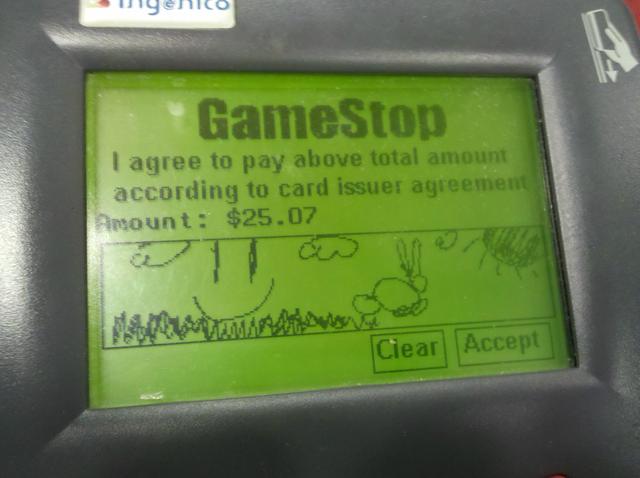 ingenico
GameStop
I agree to pay above total amount
according to card issuer agreement
Amount: $25.07
Clear
Accept